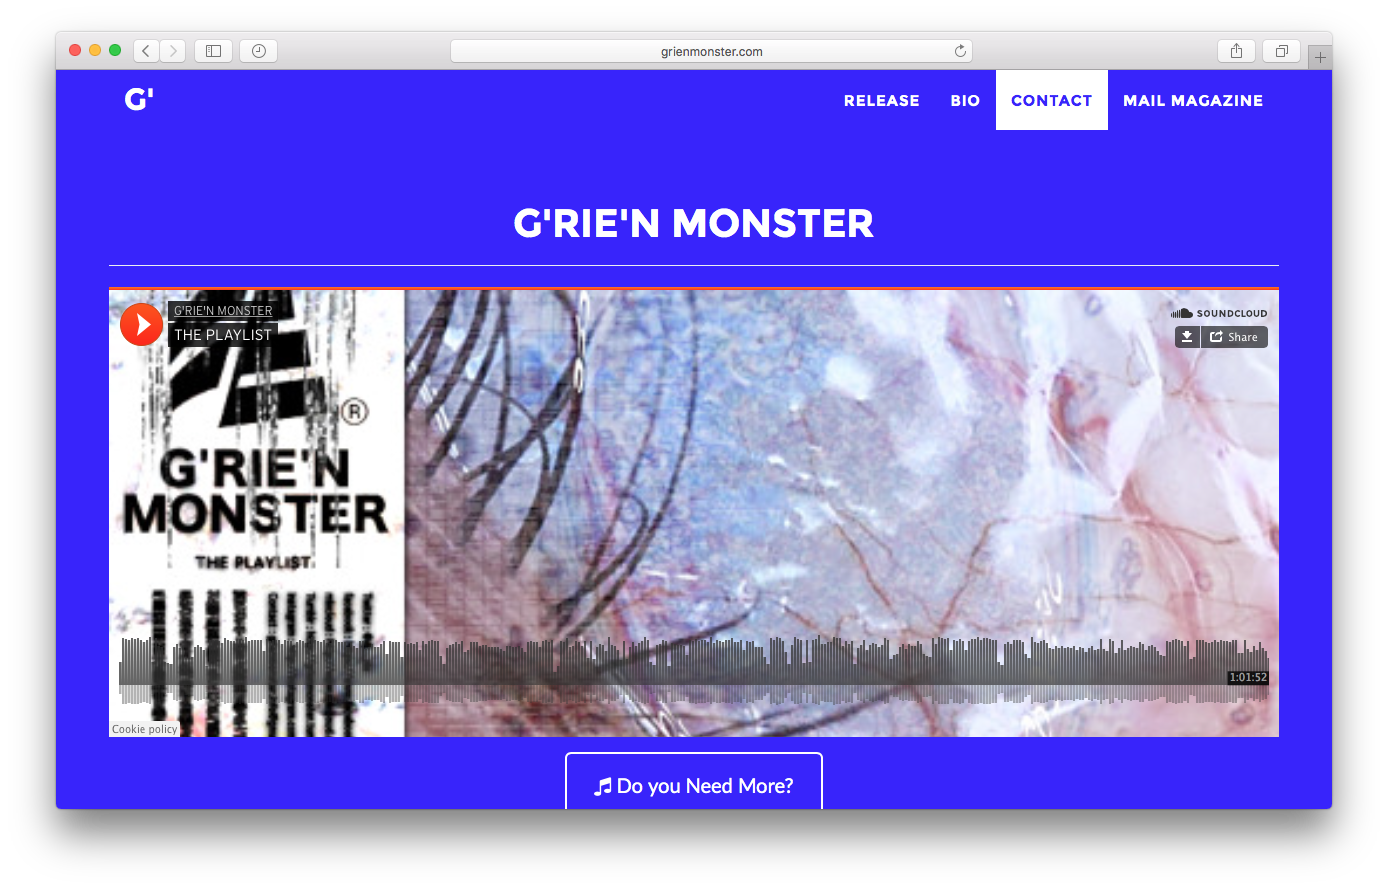 grienmonster.com
G'
RELEASE BIO CONTACT MAIL MAGAZINE
G'RIE'N MONSTER
G'RIE'N MONSTER
THE PLAYLIST
SOUNDCLOUD
Share
®
G'RIE'N
MONSTER
THE PLAYLIST
1:01:52
Cookie policy
Do you Need More?